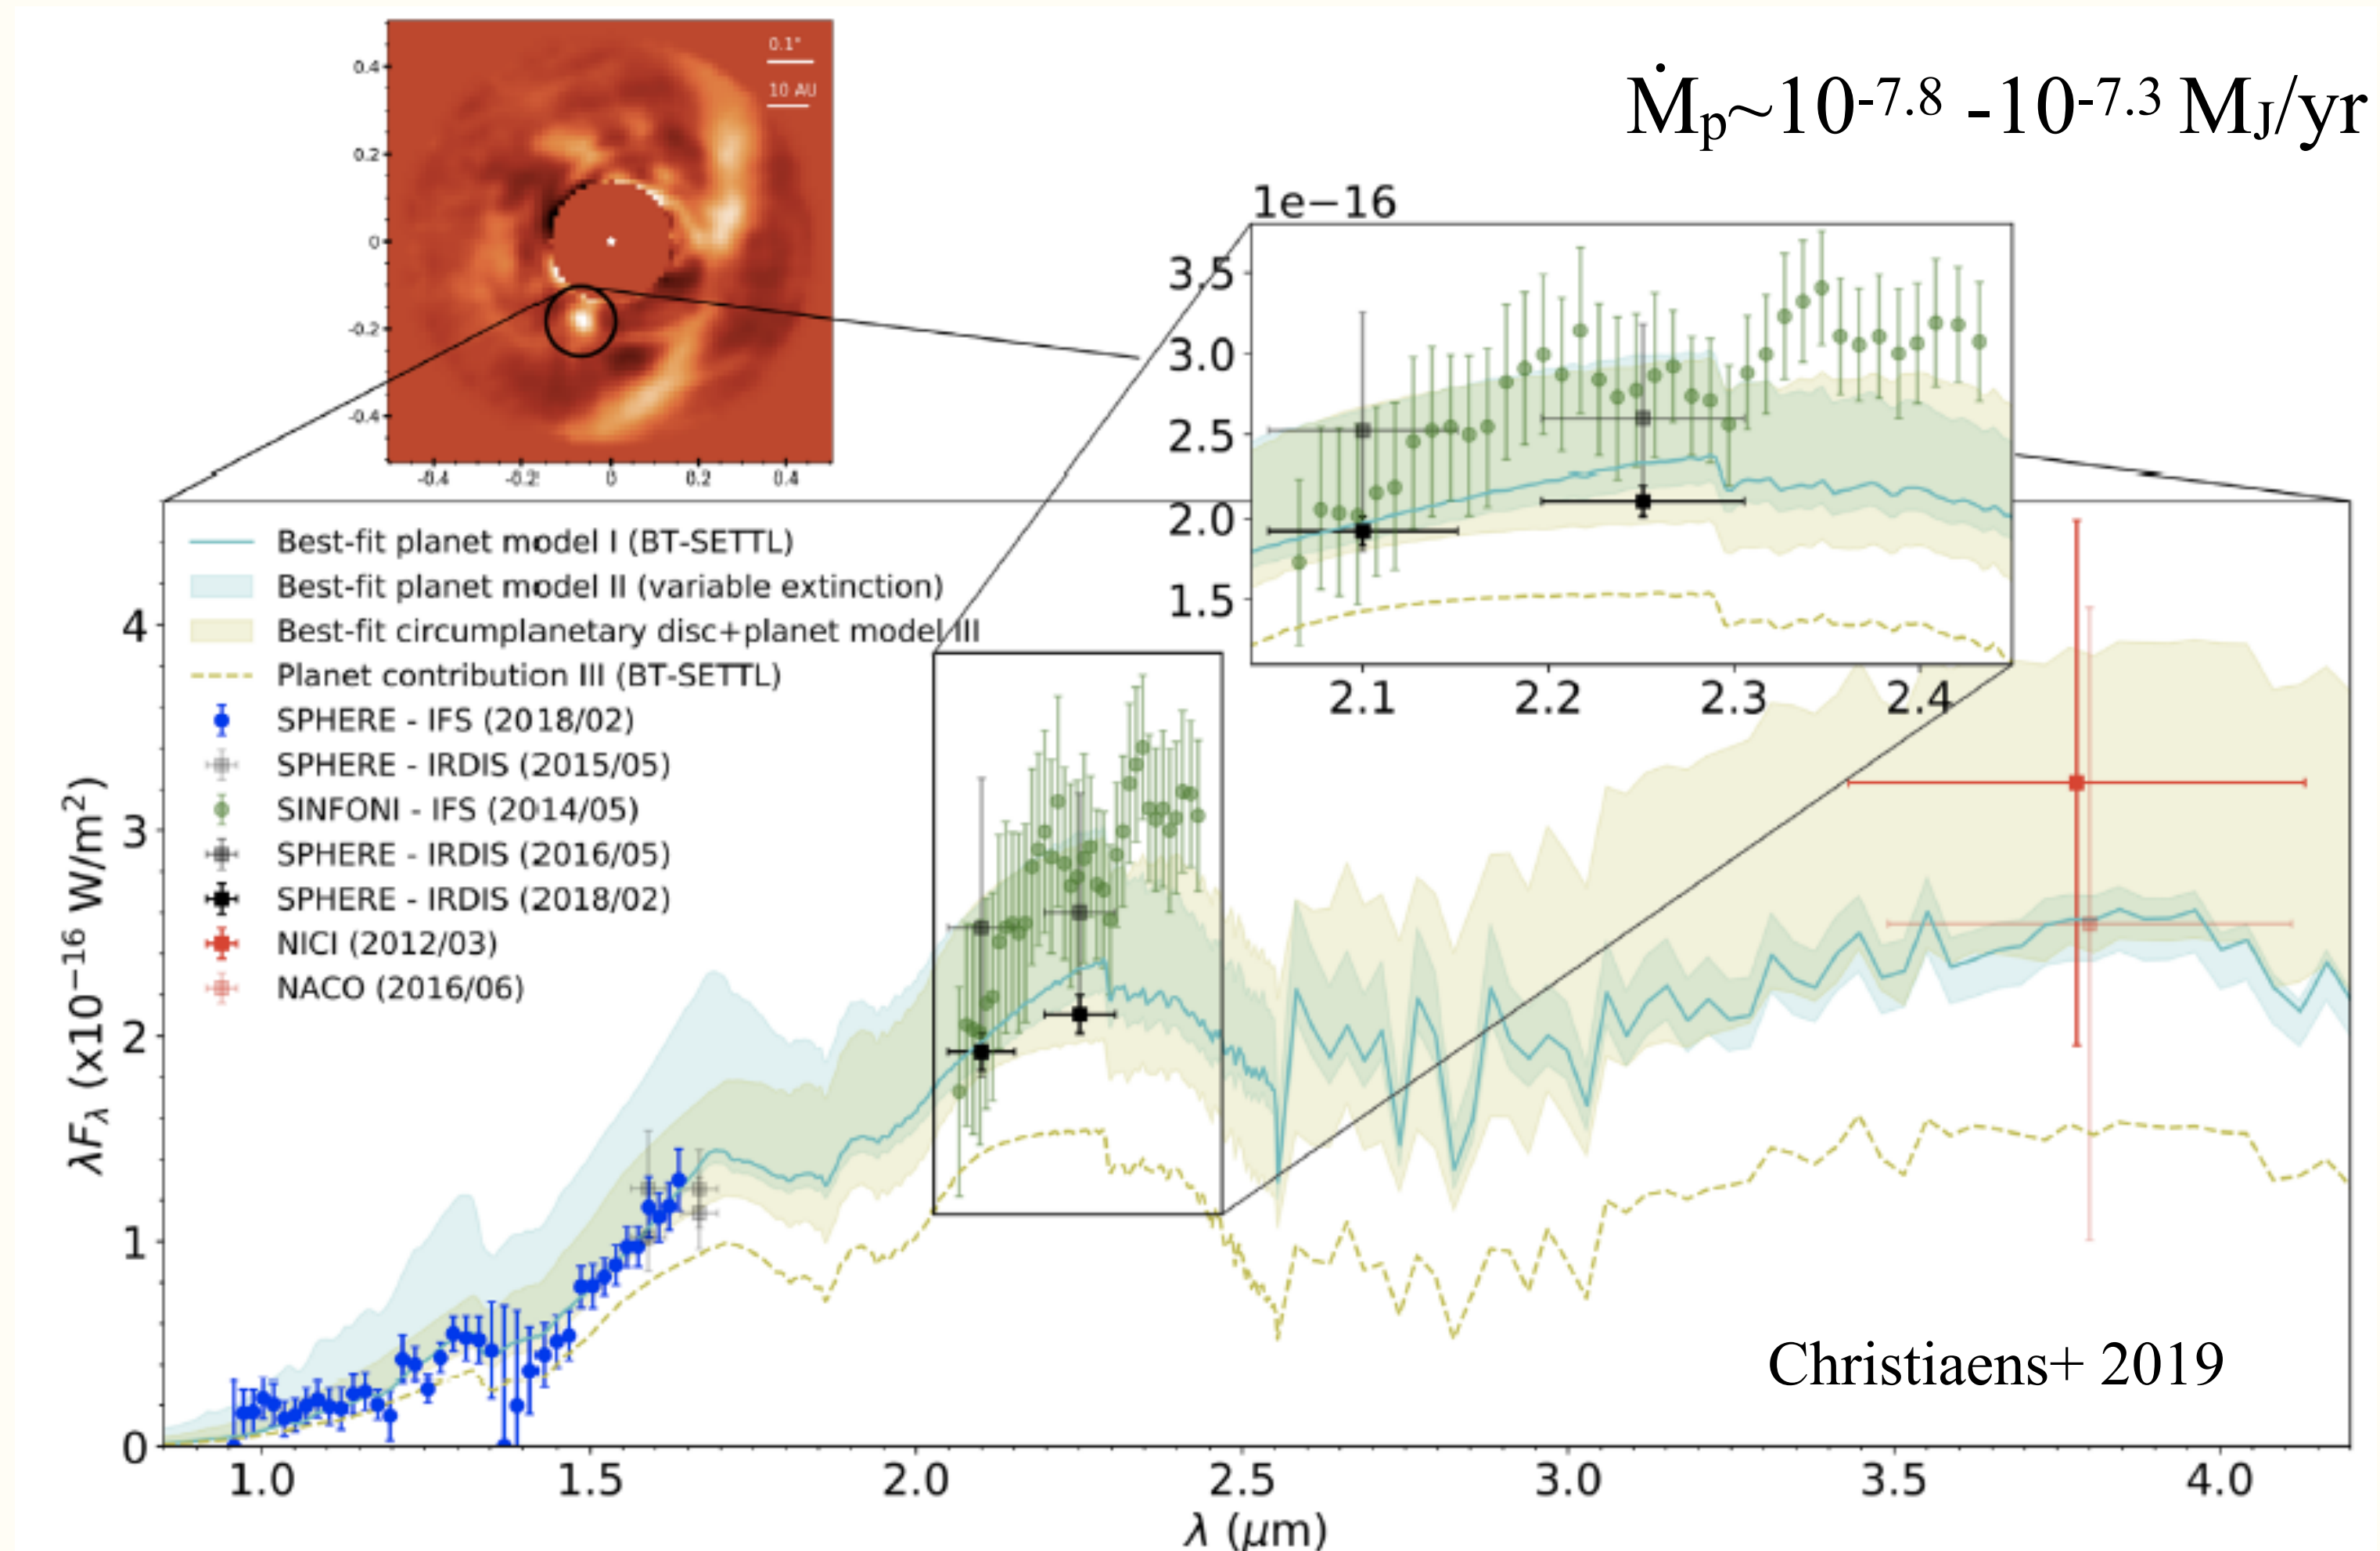 0.1"
10 AU
0.4
0.2
0
-0.2
-0.4
-0.4
-0.2
0
0.2
0.4
Ṁp~10-7.8 -10-7.3 MJ/yr
1e−16
3.5
3.0
2.5
2.0
1.5
2.1
2.2
2.3
2.4
Best-fit planet model I (BT-SETTL)
Best-fit planet model II (variable extinction)
Best-fit circumplanetary disc+planet model III
Planet contribution III (BT-SETTL)
SPHERE - IFS (2018/02)
SPHERE - IRDIS (2015/05)
SINFONI - IFS (2014/05)
SPHERE - IRDIS (2016/05)
SPHERE - IRDIS (2018/02)
NICI (2012/03)
NACO (2016/06)
λFλ (x10−16 W/m2)
4
3
2
1
0
Christiaens+ 2019
1.0
1.5
2.0
2.5
3.0
3.5
4.0
λ (μm)